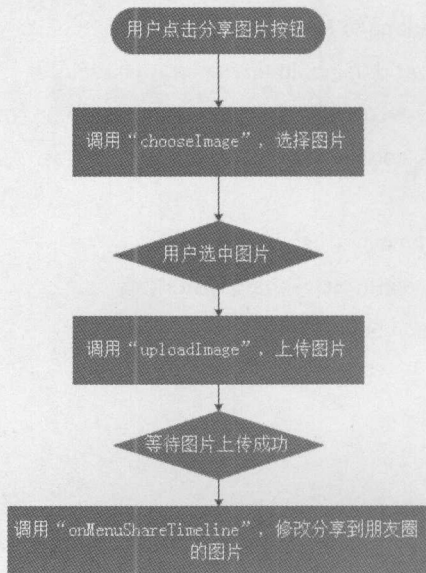 用户点击分享图片按钮
调用“chooseImage”，选择图片
用户选中图片
调用“uploadImage”，上传图片
等待图片上传成功
调用“onMenuShareTimeline”，修改分享到朋友圈
的图片